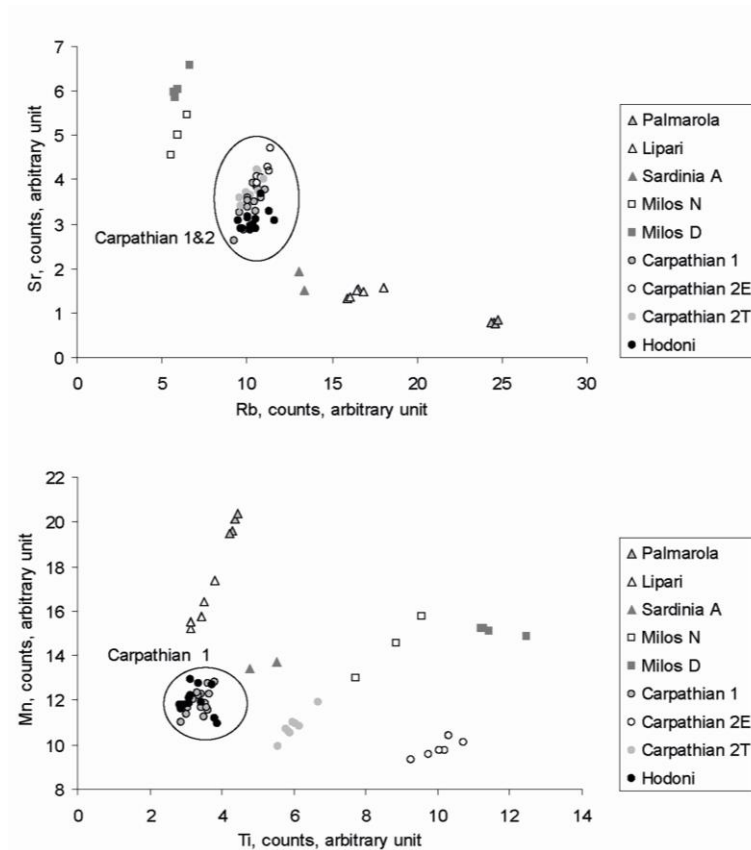 7
6
5
4
3
2
1
0
Sr, counts, arbitrary unit
Carpathian 1&2
0 5 10 15 20 25 30
Rb, counts, arbitrary unit
Palmarola
Lipari
Sardinia A
Milos N
Milos D
Carpathian 1
Carpathian 2E
Carpathian 2T
Hodoni
22
20
18
16
14
12
10
8
Mn, counts, arbitrary unit
Carpathian 1
0 2 4 6 8 10 12 14
Ti, counts, arbitrary unit
Palmarola
Lipari
Sardinia A
Milos N
Milos D
Carpathian 1
Carpathian 2E
Carpathian 2T
Hodoni